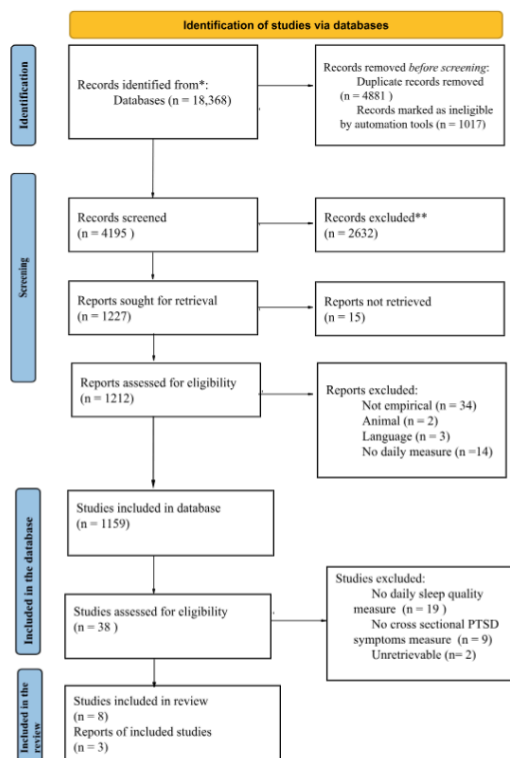 Identification of studies via databases
Identification
Records identified from*:
Databases (n = 18,368)
Records removed before screening:
Duplicate records removed
(n = 4881 )
Records marked as ineligible
by automation tools (n = 1017)
Screening
Records screened
(n = 4195 )
Records excluded**
(n = 2632)
Reports sought for retrieval
(n = 1227)
Reports not retrieved
(n = 15)
Reports assessed for eligibility
(n = 1212)
Reports excluded:
Not empirical (n = 34)
Animal (n = 2)
Language (n = 3)
No daily measure (n =14)
Included in the database
Studies included in database
(n = 1159)
Studies assessed for eligibility
(n = 38 )
Studies excluded:
No daily sleep quality
measure (n = 19 )
No cross sectional PTSD
symptoms measure (n = 9)
Unretrievable (n= 2)
Included in the
review
Studies included in review
(n = 8)
Reports of included studies
(n = 3)